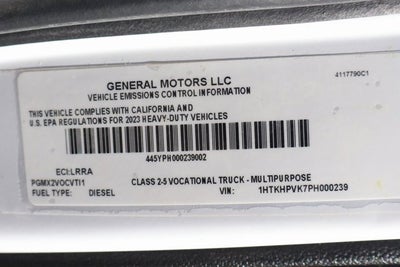 GENERAL MOTORS LLC
4117790C1
VEHICLE EMISSIONS CONTROL INFORMATION
THIS VEHICLE COMPLIES WITH CALIFORNIA AND
U.S. EPA REGULATIONS FOR 2023 HEAVY-DUTY VEHICLES
445YPH000239002
ECI:LRRA
PGMX2VOCVTI1 CLASS 2-5 VOCATIONAL TRUCK - MULTIPURPOSE
FUEL TYPE: DIESEL VIN: 1HTKHPVK7PH000239